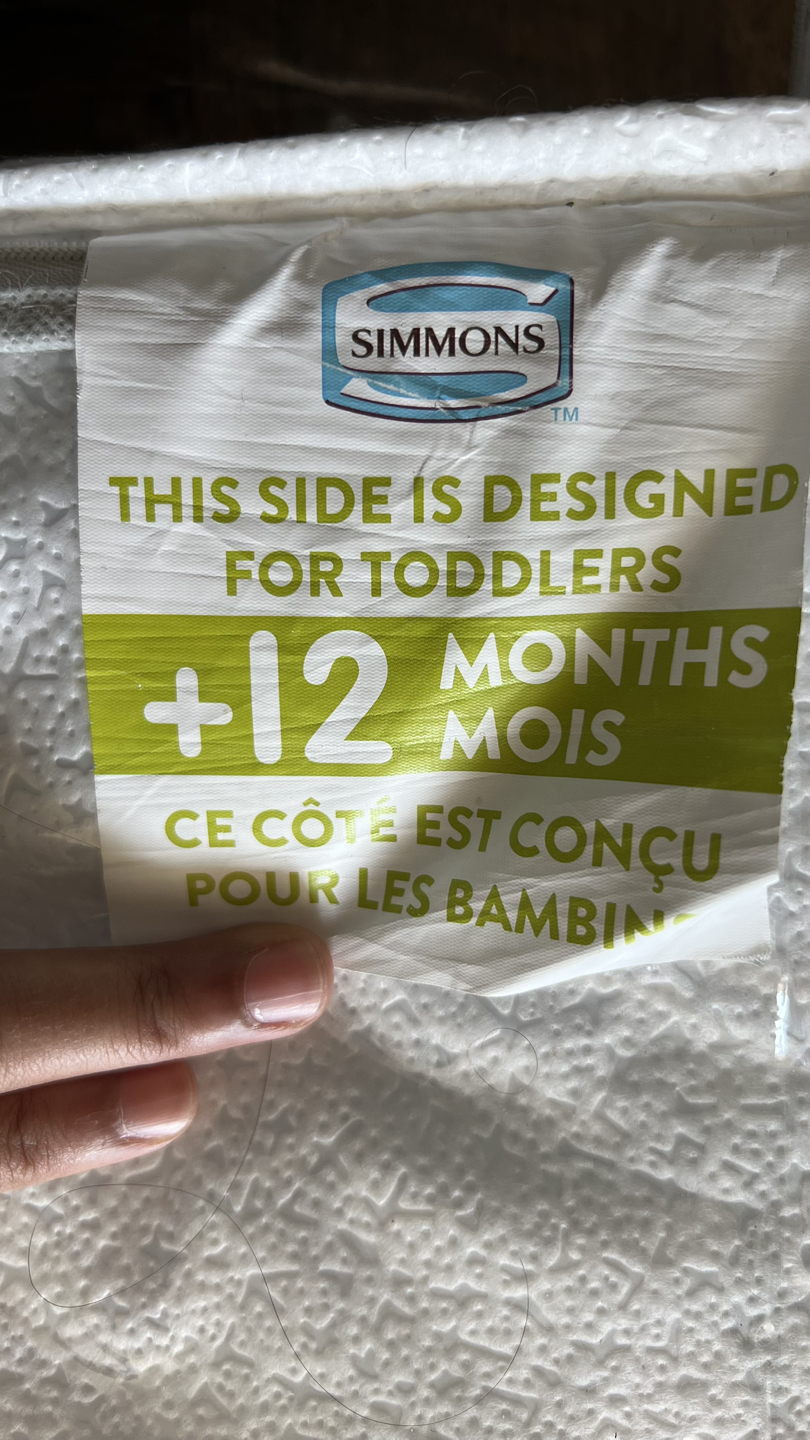 SIMMONS
TM
THIS SIDE IS DESIGNED
FOR TODDLERS
+12 MONTHS
MOIS
CE CÔTÉ EST CONÇU
POUR LES